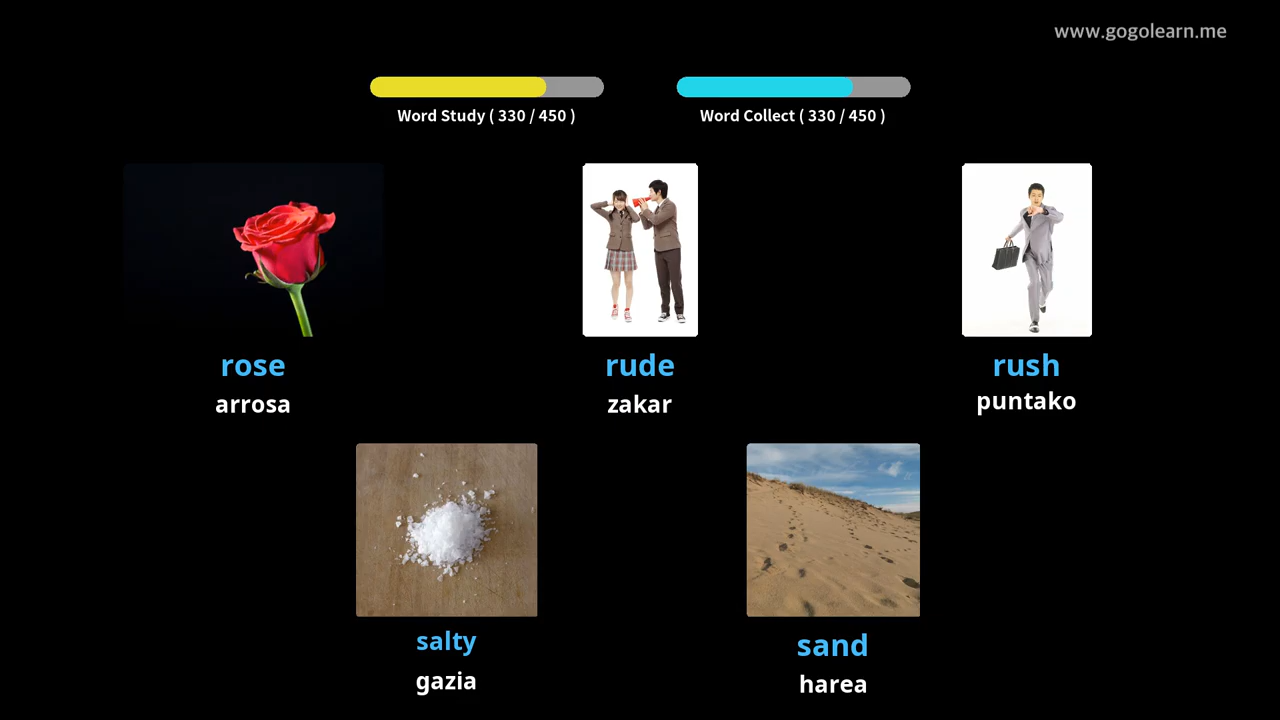 www.gogolearn.me
Word Study ( 330 / 450 )
Word Collect ( 330 / 450 )
rose
arrosa
rude
zakar
rush
puntako
salty
gazia
sand
harea